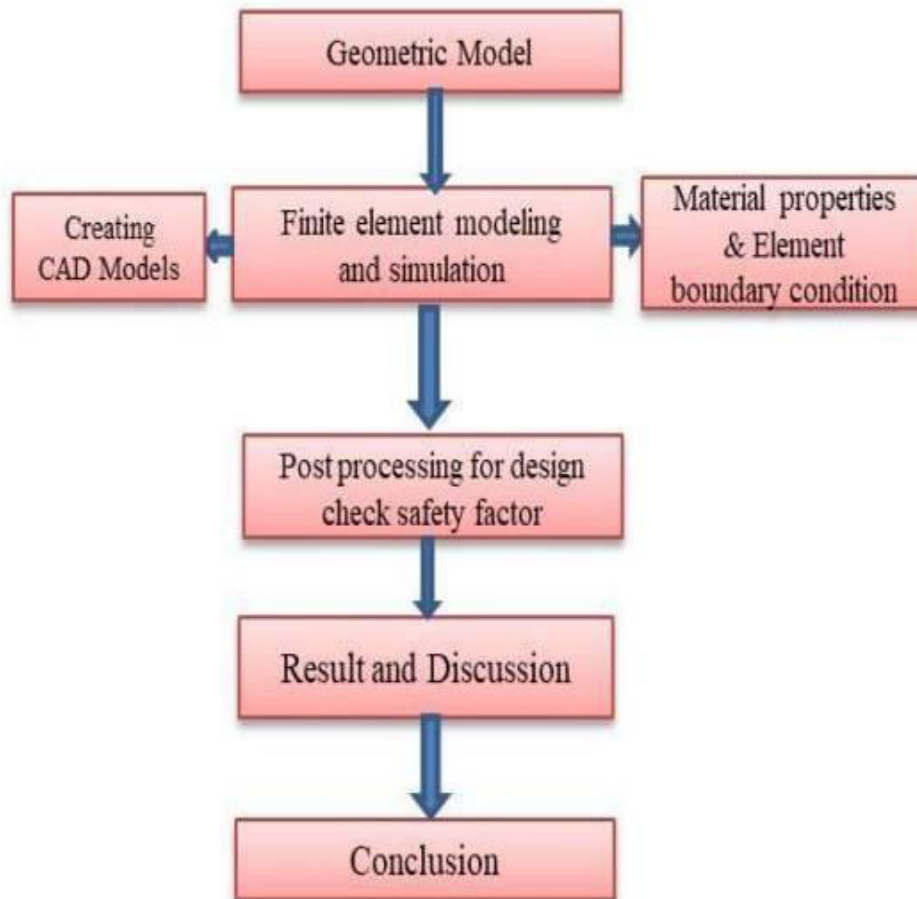 Geometric Model
Creating
CAD Models
Finite element modeling
and simulation
Material properties
& Element
boundary condition
Post processing for design
check safety factor
Result and Discussion
Conclusion